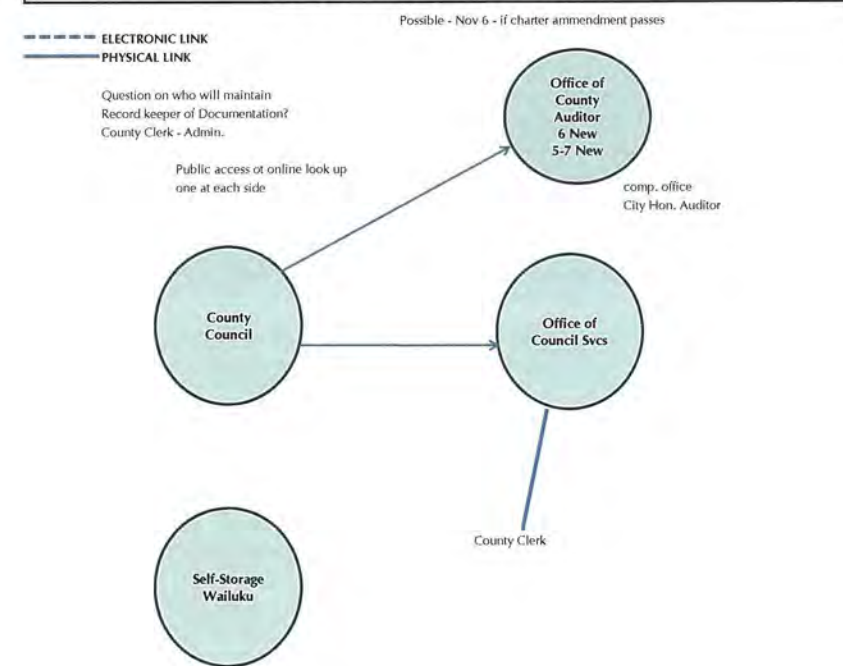 Possible - Nov 6 - if charter ammendment passes
ELECTRONIC LINK
PHYSICAL LINK
Question on who will maintain
Record keeper of Documentation?
County Clerk - Admin.
Public access ot online look up
one at each side
Office of
County
Auditor
6 New
5-7 New
comp. office
City Hon. Auditor
County
Council
Office of
Council Svcs
County Clerk
Self-Storage
Wailuku